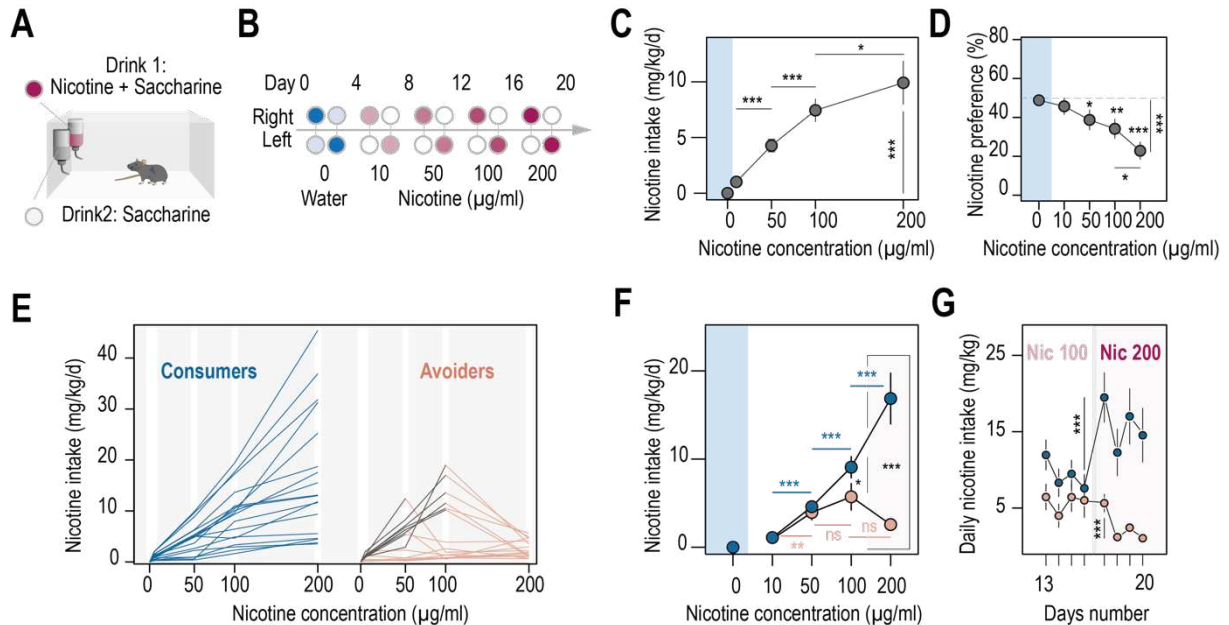 A
Drink 1:
Nicotine + Saccharine
Drink2: Saccharine
B
Day 0 4 8 12 16 20
Right
Left
0 10 50 100 200
Water Nicotine (µg/ml)
C
Nicotine intake (mg/kg/d)
10
5
0
*
***
***
***
0 50 100 200
Nicotine concentration (µg/ml)
D
Nicotine preference (%)
80
60
40
20
0
* ** *** ***
*
0 10 50 100 200
Nicotine concentration (µg/ml)
E
Nicotine intake (mg/kg/d)
40
30
20
10
0
Consumers Avoiders
0 50 100 200 0 50 100 200
Nicotine concentration (µg/ml)
F
Nicotine intake (mg/kg/d)
20
10
0
***
***
***
***
*
** ns ns
0 10 50 100 200
Nicotine concentration (µg/ml)
G
Daily nicotine intake (mg/kg)
25
15
5
Nic 100 Nic 200
***
***
13 20
Days number